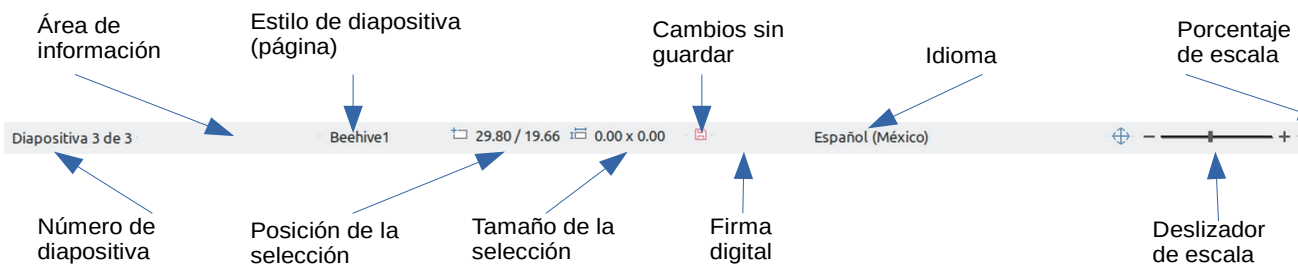 Área de
información
Estilo de diapositiva
(página)
Cambios sin
guardar
Idioma
Porcentaje
de escala
Diapositiva 3 de 3
Beehive1
29.80 / 19.66
0.00 x 0.00
Español (México)
Número de
diapositiva
Posición de la
selección
Tamaño de la
selección
Firma
digital
Deslizador
de escala